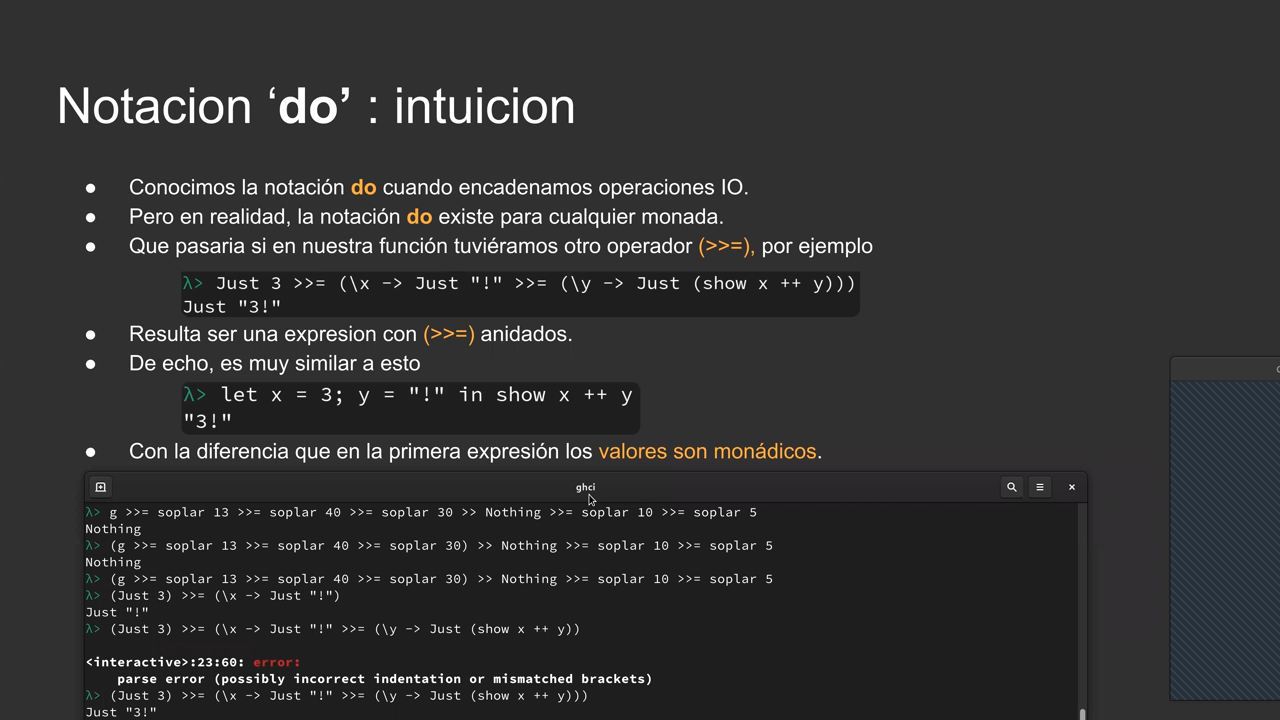 Notacion ‘do’ : intuicion
● Conocimos la notación do cuando encadenamos operaciones IO.
● Pero en realidad, la notación do existe para cualquier monada.
● Que pasaria si en nuestra función tuviéramos otro operador (>>=), por ejemplo
λ> Just 3 >>= (\x -> Just "!" >>= (\y -> Just (show x ++ y)))
Just "3!"
● Resulta ser una expresion con (>>=) anidados.
● De echo, es muy similar a esto
λ> let x = 3; y = "!" in show x ++ y
"3!"
● Con la diferencia que en la primera expresión los valores son monádicos.
ghci
λ> g >>= soplar 13 >>= soplar 40 >>= soplar 30 >> Nothing >>= soplar 10 >>= soplar 5
Nothing
λ> (g >>= soplar 13 >>= soplar 40 >>= soplar 30) >> Nothing >>= soplar 10 >>= soplar 5
Nothing
λ> (g >>= soplar 13 >>= soplar 40 >>= soplar 30) >> Nothing >>= soplar 10 >>= soplar 5
λ> (Just 3) >>= (\x -> Just "!")
Just "!"
λ> (Just 3) >>= (\x -> Just "!" >>= (\y -> Just (show x ++ y))
<interactive>:23:60: error:
parse error (possibly incorrect indentation or mismatched brackets)
λ> (Just 3) >>= (\x -> Just "!" >>= (\y -> Just (show x ++ y)))
Just "3!"